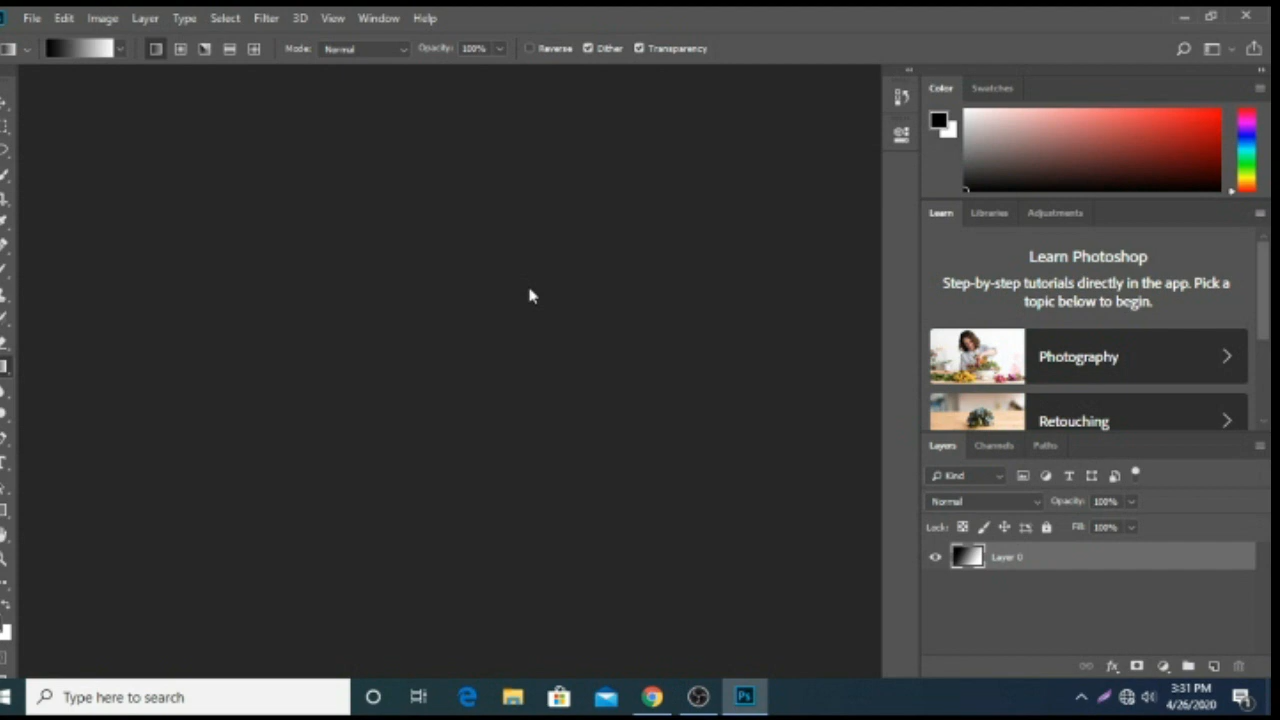 File Edit Image Layer Type Select Filter 3D View Window Help
Mode: Normal Opacity: 100% Reverse Dither Transparency
Color Swatches
Learn Libraries Adjustments
Learn Photoshop
Step-by-step tutorials directly in the app. Pick a
topic below to begin.
Photography
Retouching
Layers Channels Paths
Kind
Normal Opacity: 100%
Lock: Fill: 100%
Layer 0
Type here to search
Ps
3:31 PM
4/26/2020
1